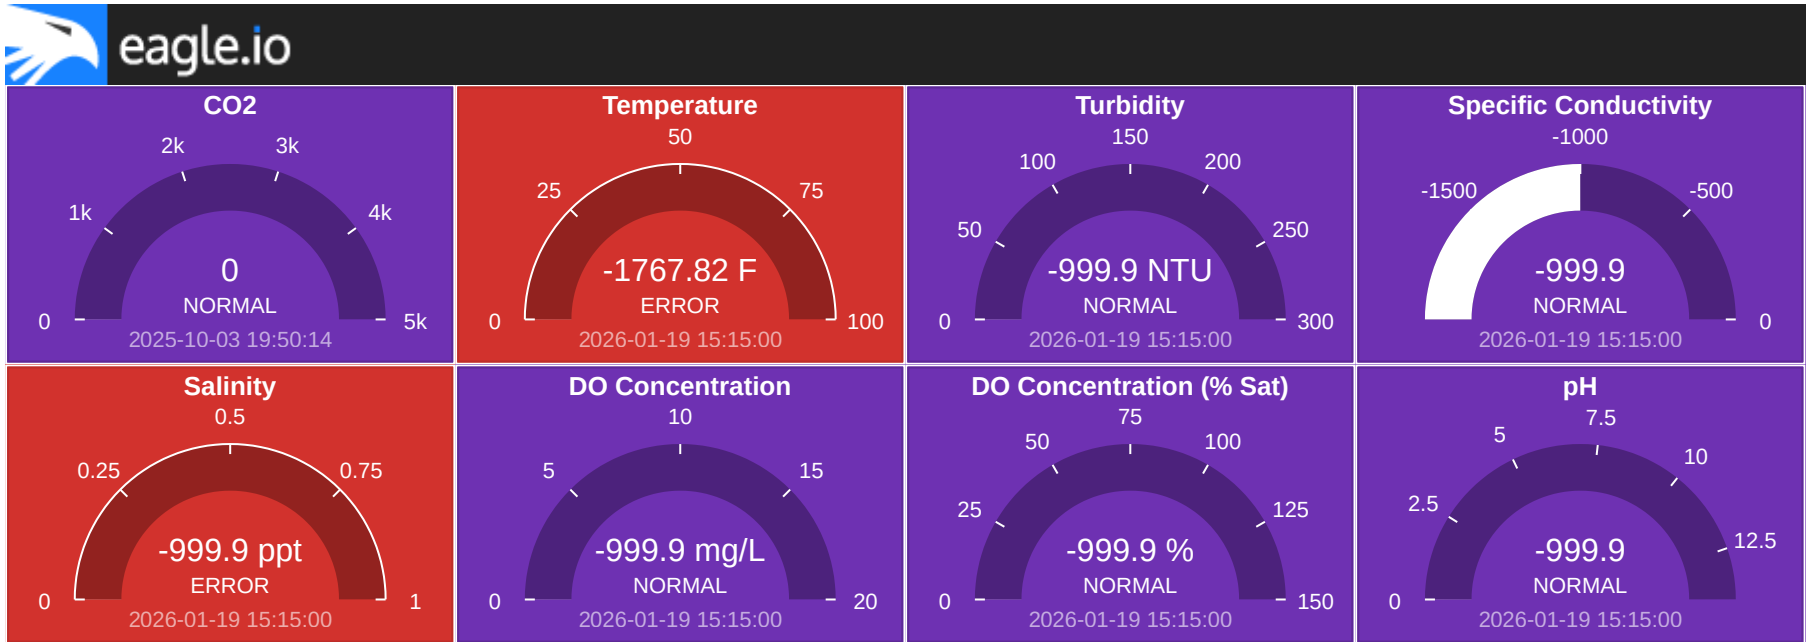 eagle.io
CO2
2k
3k
1k
4k
0
NORMAL
0
5k
2025-10-03 19:50:14
Temperature
50
25
75
-1767.82 F
ERROR
0
100
2026-01-19 15:15:00
Turbidity
150
100
200
50
250
-999.9 NTU
NORMAL
0
300
2026-01-19 15:15:00
Specific Conductivity
-1000
-1500
-500
-999.9
NORMAL
0
2026-01-19 15:15:00
Salinity
0.5
0.25
0.75
-999.9 ppt
ERROR
0
1
2026-01-19 15:15:00
DO Concentration
10
5
15
-999.9 mg/L
NORMAL
0
20
2026-01-19 15:15:00
DO Concentration (% Sat)
75
50
100
25
125
-999.9 %
NORMAL
0
150
2026-01-19 15:15:00
pH
7.5
5
10
2.5
12.5
-999.9
NORMAL
0
2026-01-19 15:15:00